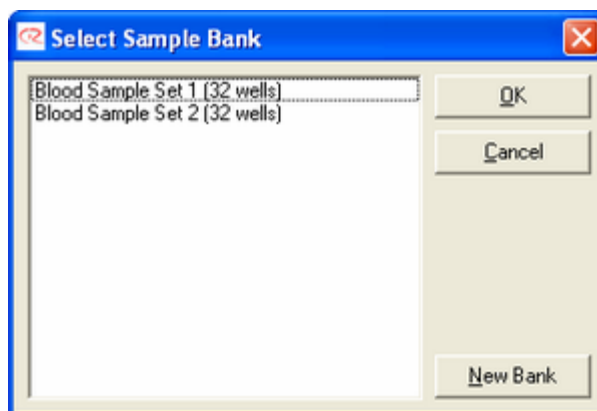 Select Sample Bank
Blood Sample Set 1 (32 wells)
Blood Sample Set 2 (32 wells)
OK
Cancel
New Bank